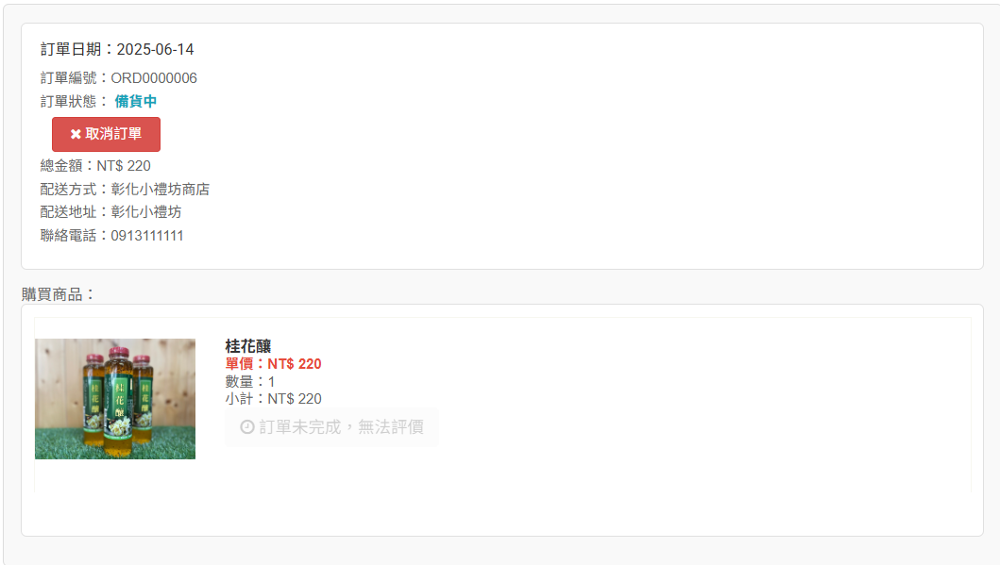 訂單日期：2025-06-14
訂單編號：ORD0000006
訂單狀態： 備貨中
✖ 取消訂單
總金額：NT$ 220
配送方式：彰化小禮坊商店
配送地址：彰化小禮坊
聯絡電話：0913111111
購買商品：
桂花釀
桂花釀
單價：NT$ 220
數量：1
小計：NT$ 220
訂單未完成，無法評價